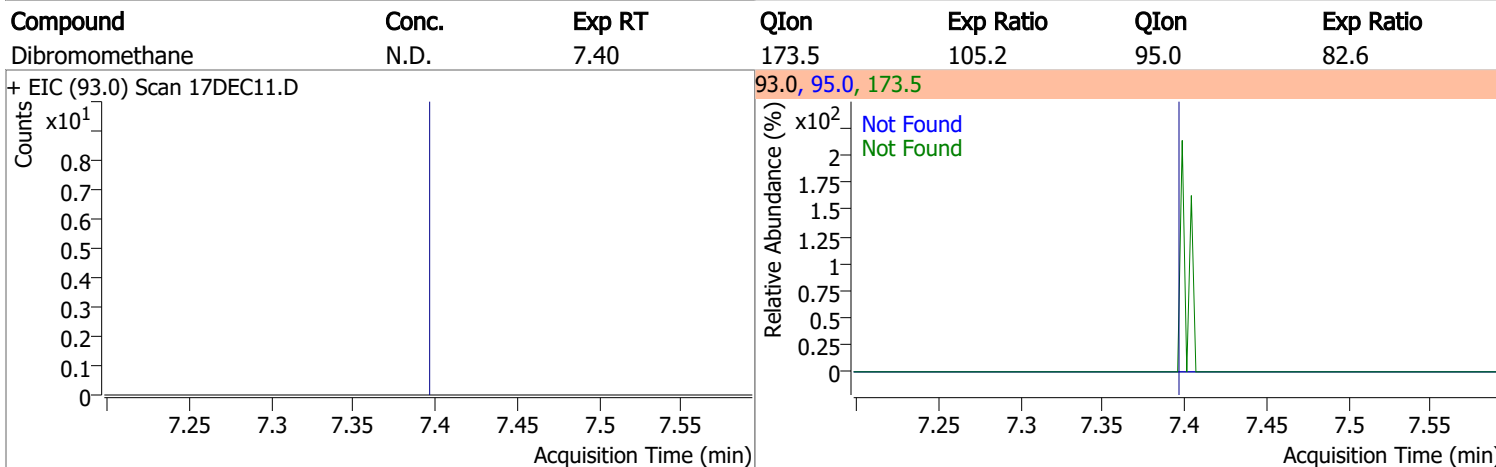 Compound Conc. Exp RT QIon Exp Ratio QIon Exp Ratio
Dibromomethane N.D. 7.40 173.5 105.2 95.0 82.6
+ EIC (93.0) Scan 17DEC11.D
Counts
x10¹
0.8
0.7
0.6
0.5
0.4
0.3
0.2
0.1
0
7.25 7.3 7.35 7.4 7.45 7.5 7.55
Acquisition Time (min)
93.0, 95.0, 173.5
Relative Abundance (%)
x10²
Not Found
Not Found
2
1.75
1.5
1.25
1
0.75
0.5
0.25
0
7.25 7.3 7.35 7.4 7.45 7.5 7.55
Acquisition Time (min)